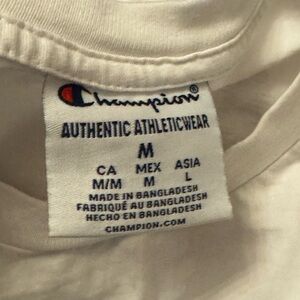 Champion®
AUTHENTIC ATHLETICWEAR
M
CA MEX ASIA
M/M M L
MADE IN BANGLADESH
FABRIQUÉ AU BANGLADESH
HECHO EN BANGLADESH
CHAMPION.COM